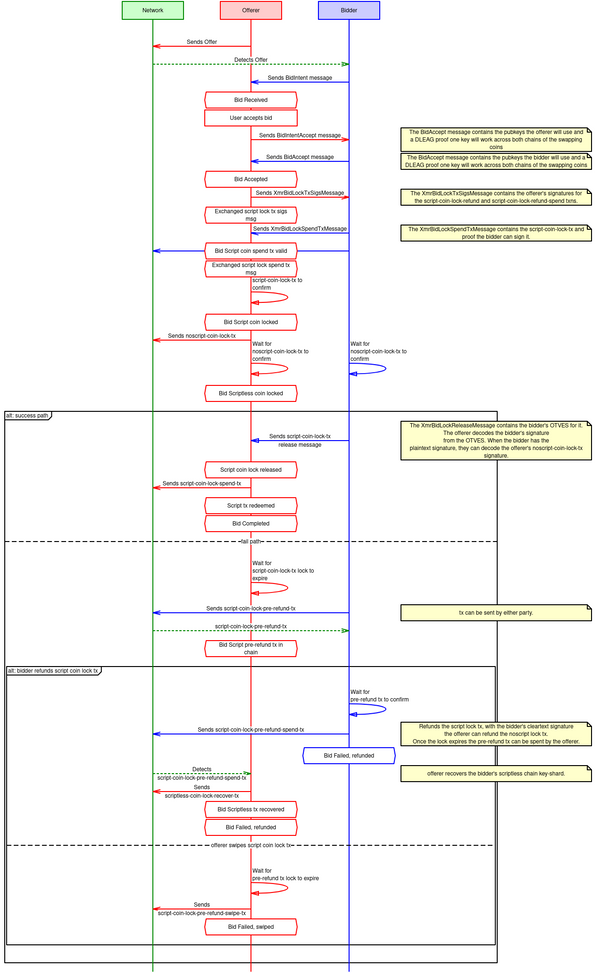 Network
Offerer
Bidder
Sends Offer
Detects Offer
Sends BidIntent message
Bid Received
User accepts bid
Sends BidIntentAccept message
The BidAccept message contains the pubkeys the offerer will use and
a DLEAG proof one key will work across both chains of the swapping
coins
Sends BidAccept message
The BidAccept message contains the pubkeys the bidder will use and a
DLEAG proof one key will work across both chains of the swapping coins.
Bid Accepted
Sends XmrBidLockTxSigsMessage
The XmrBidLockTxSigsMessage contains the offerer's signatures for
the script-coin-lock-refund and script-coin-lock-refund-spend txns.
Exchanged script lock tx sigs
msg
Sends XmrBidLockSpendTxMessage
The XmrBidLockSpendTxMessage contains the script-coin-lock-tx and
proof the bidder can sign it.
Bid Script coin spend tx valid
Exchanged script lock spend tx
msg
script-coin-lock-tx to
confirm
Bid Script coin locked
Sends noscript-coin-lock-tx
Wait for
noscript-coin-lock-tx to
confirm
Wait for
noscript-coin-lock-tx to
confirm
Bid Scriptless coin locked
alt: success path
The XmrBidLockReleaseMessage contains the bidder's OTVES for it.
The offerer decodes the bidder's signature
from the OTVES. When the bidder has the
plaintext signature, they can decode the offerer's noscript-coin-lock-tx
signature.
Sends script-coin-lock-tx
release message
Script coin lock released
Sends script-coin-lock-spend-tx
Script tx redeemed
Bid Completed
fail path
Wait for
script-coin-lock-tx lock to
expire
Sends script-coin-lock-pre-refund-tx
tx can be sent by either party.
script-coin-lock-pre-refund-tx
Bid Script pre-refund tx in
chain
alt: bidder refunds script coin lock tx
Wait for
pre-refund tx to confirm
Sends script-coin-lock-pre-refund-spend-tx
Refunds the script lock tx, with the bidder's cleartext signature
the offerer can refund the noscript lock tx.
Once the lock expires the pre-refund tx can be spent by the offerer.
Bid Failed, refunded
Detects
script-coin-lock-pre-refund-spend-tx
offerer recovers the bidder's scriptless chain key-shard.
Sends
scriptless-coin-lock-recover-tx
Bid Scriptless tx recovered
Bid Failed, refunded
offerer swipes script coin lock tx
Wait for
pre-refund tx lock to expire
Sends
script-coin-lock-pre-refund-swipe-tx
Bid Failed, swiped